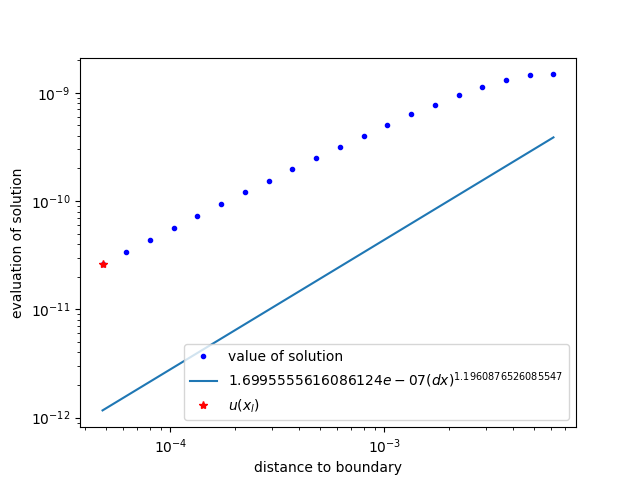 10⁻⁹
10⁻¹⁰
10⁻¹¹
10⁻¹²
evaluation of solution
value of solution
1.6995555616086124e − 07(dx)^1.1960876526085547
u(x_l)
10⁻⁴
10⁻³
distance to boundary